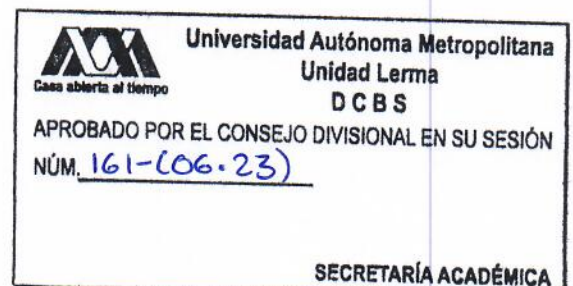 Universidad Autónoma Metropolitana
Casa abierta al tiempo
Unidad Lerma
DCBS
APROBADO POR EL CONSEJO DIVISIONAL EN SU SESIÓN
NÚM. 161-(06.23)
SECRETARÍA ACADÉMICA